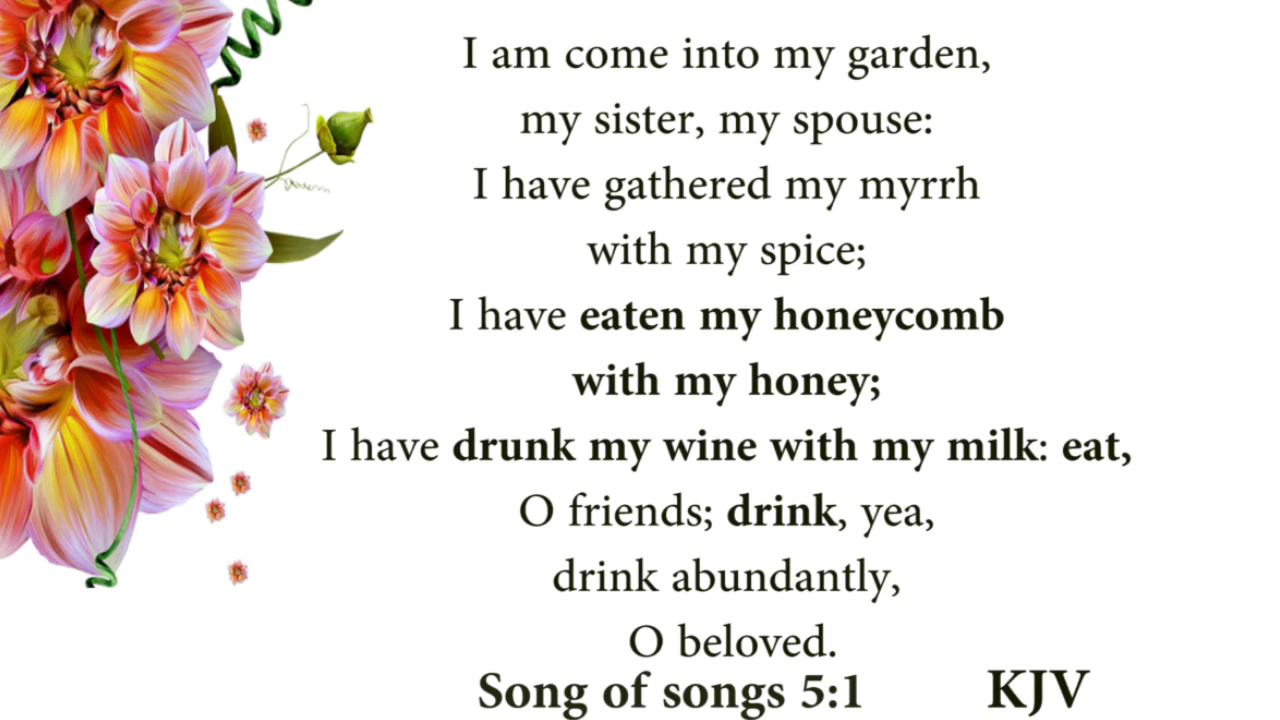 I am come into my garden,
my sister, my spouse:
I have gathered my myrrh
with my spice;
I have eaten my honeycomb
with my honey;
I have drunk my wine with my milk: eat,
O friends; drink, yea,
drink abundantly,
O beloved.
Song of songs 5:1 KJV